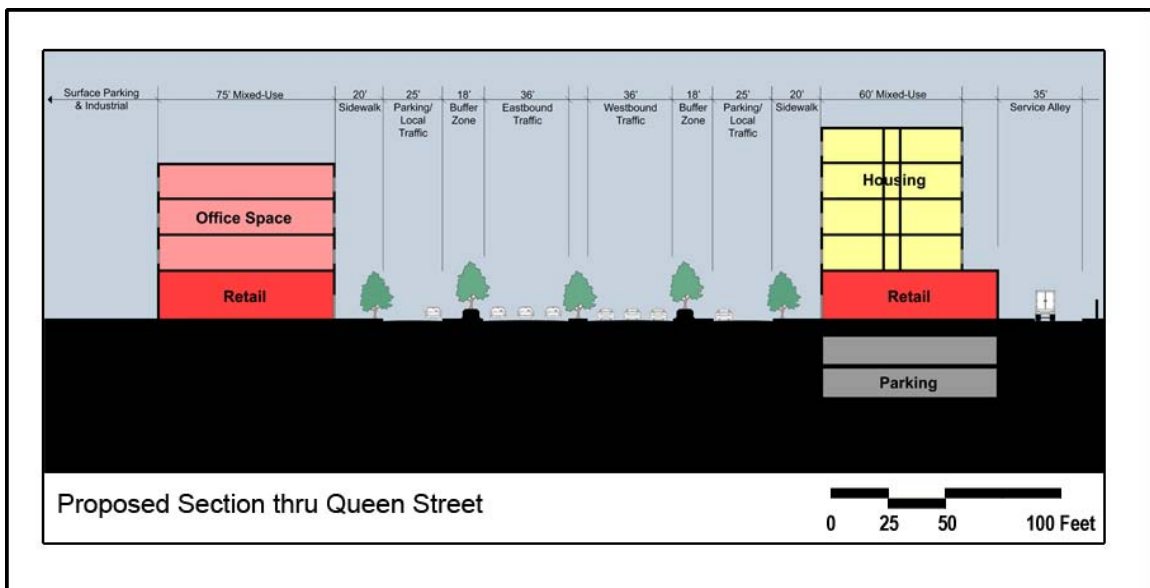 Surface Parking
& Industrial
75' Mixed-Use
20'
Sidewalk
25'
Parking/
Local
Traffic
18'
Buffer
Zone
36'
Eastbound
Traffic
36'
Westbound
Traffic
18'
Buffer
Zone
25'
Parking/
Local
Traffic
20'
Sidewalk
60' Mixed-Use
35'
Service Alley
Office Space
Retail
Housing
Retail
Parking
Proposed Section thru Queen Street
0 25 50 100 Feet